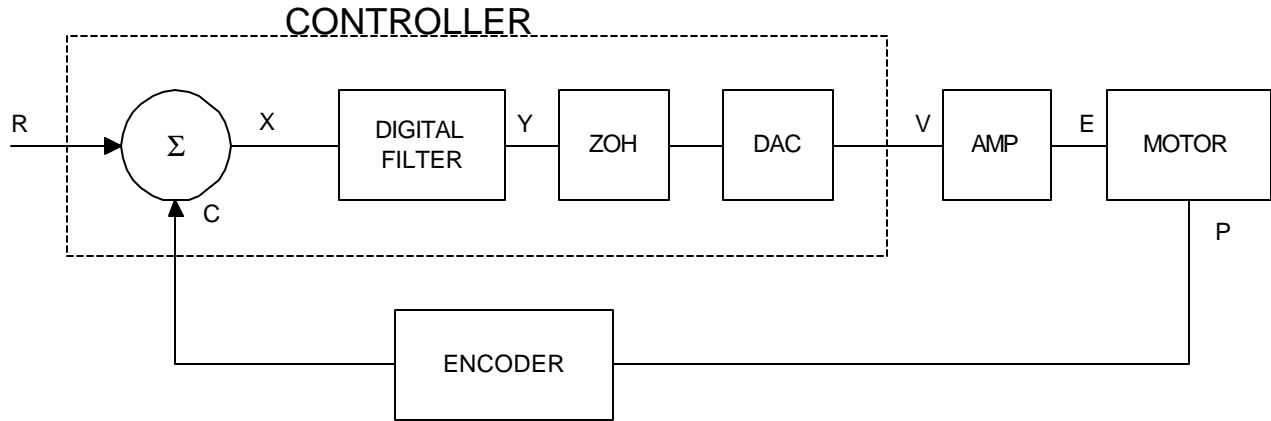 CONTROLLER
R
Σ
X
DIGITAL
FILTER
Y
ZOH
DAC
V
AMP
E
MOTOR
C
P
ENCODER